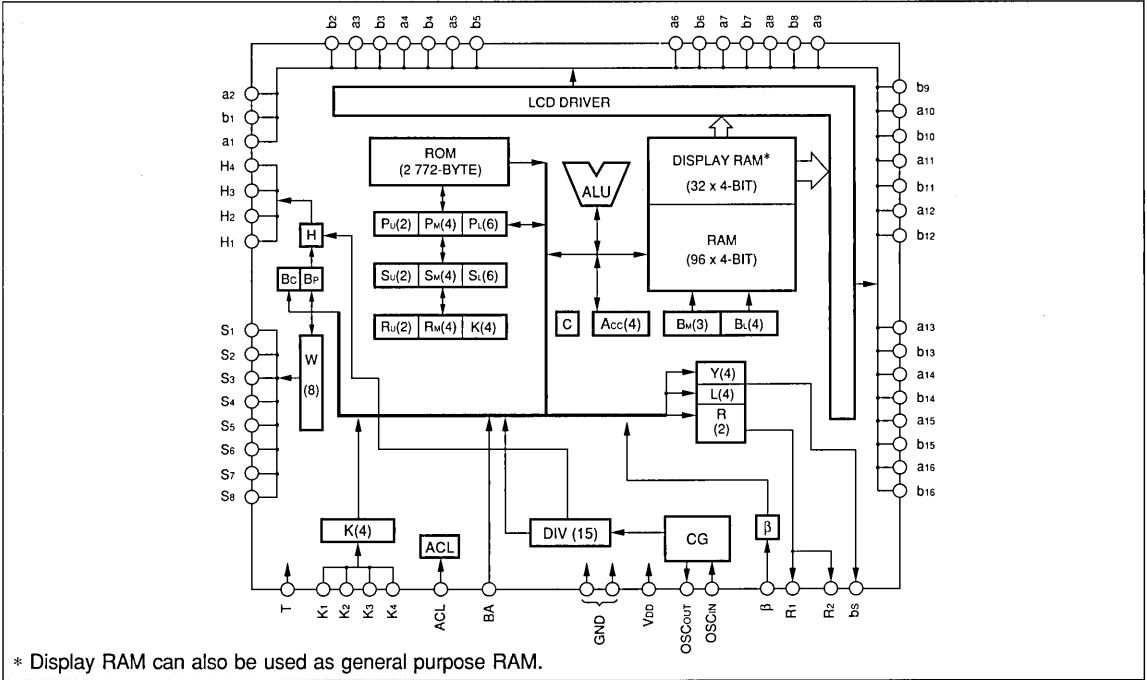 b2 a3 b3 a4 b4 a5 b5 a6 b6 a7 b7 a8 b8 a9
a2
b1
a1
H4
H3
H2
H1
S1
S2
S3
S4
S5
S6
S7
S8
LCD DRIVER
ROM
(2 772-BYTE)
ALU
DISPLAY RAM*
(32 x 4-BIT)
RAM
(96 x 4-BIT)
PU(2) PM(4) PL(6)
SU(2) SM(4) SL(6)
RU(2) RM(4) K(4)
H
BC BP
W
(8)
C
ACC(4)
BM(3) BL(4)
Y(4)
L(4)
R
(2)
K(4)
ACL
DIV (15)
CG
β
b9
a10
b10
a11
b11
a12
b12
a13
b13
a14
b14
a15
b15
a16
b16
T K1 K2 K3 K4 ACL BA GND VDD OSCOUT OSCIN β R1 R2 bS
* Display RAM can also be used as general purpose RAM.